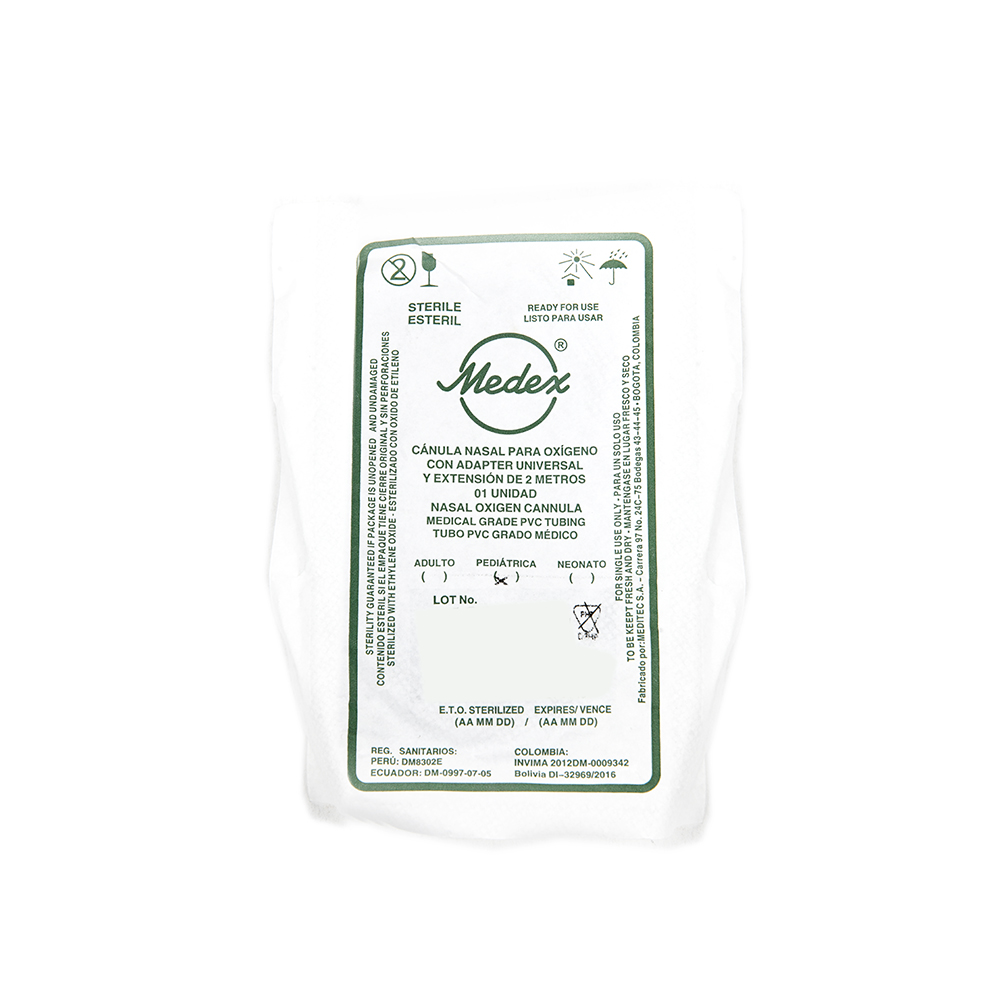 2
STERILE
ESTERIL
READY FOR USE
LISTO PARA USAR
Medex ®
CÁNULA NASAL PARA OXÍGENO
CON ADAPTER UNIVERSAL
Y EXTENSIÓN DE 2 METROS
01 UNIDAD
NASAL OXIGEN CANNULA
MEDICAL GRADE PVC TUBING
TUBO PVC GRADO MÉDICO
ADULTO PEDIÁTRICA NEONATO
( ) (X) ( )
LOT No.
E.T.O. STERILIZED EXPIRES/VENCE
(AA MM DD) / (AA MM DD)
REG. SANITARIOS:
PERÚ: DM8302E
ECUADOR: DM-0997-07-05
COLOMBIA:
INVIMA 2012DM-0009342
Bolivia DI-32969/2016
STERILITY GUARANTEED IF PACKAGE IS UNOPENED AND UNDAMAGED
CONTENIDO ESTERIL SI EL EMPAQUE TIENE CIERRE ORIGINAL Y SIN PERFORACIONES
STERILIZED WITH ETHYLENE OXIDE - ESTERILIZADO CON OXIDO DE ETILENO
FOR SINGLE USE ONLY - PARA UN SOLO USO
TO BE KEEPT FRESH AND DRY - MANTENGASE EN LUGAR FRESCO Y SECO
Fabricado por: MEDITEC S.A. - Carrera 97 No. 24C-75 Bodegas 43-44-45 • BOGOTA, COLOMBIA